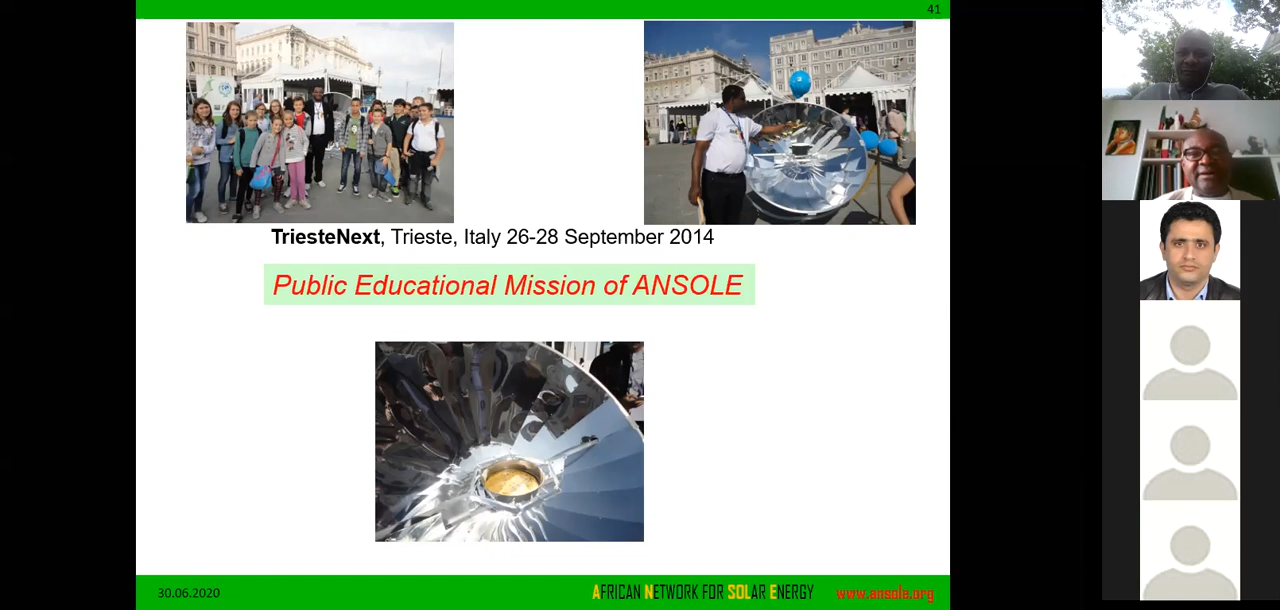 41
TriesteNext, Trieste, Italy 26-28 September 2014
Public Educational Mission of ANSOLE
30.06.2020
AFRICAN NETWORK FOR SOLAR ENERGY
www.ansole.org